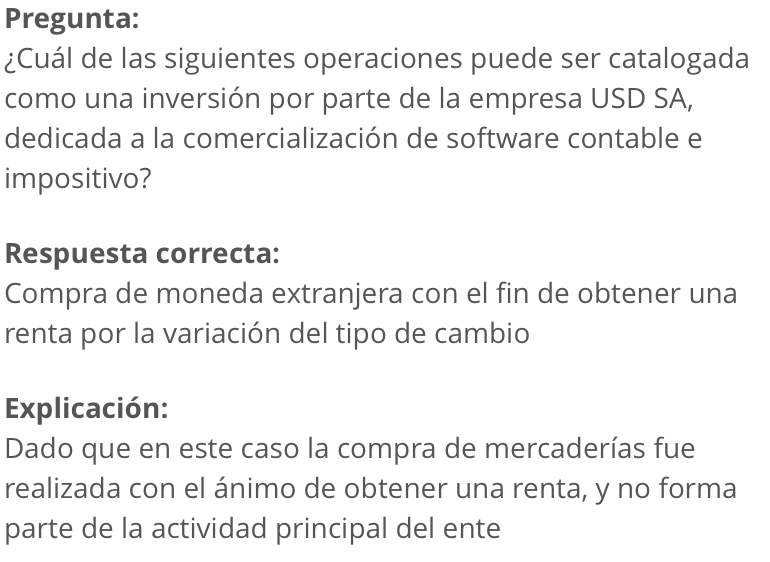 Pregunta:
¿Cuál de las siguientes operaciones puede ser catalogada
como una inversión por parte de la empresa USD SA,
dedicada a la comercialización de software contable e
impositivo?
Respuesta correcta:
Compra de moneda extranjera con el fin de obtener una
renta por la variación del tipo de cambio
Explicación:
Dado que en este caso la compra de mercaderías fue
realizada con el ánimo de obtener una renta, y no forma
parte de la actividad principal del ente